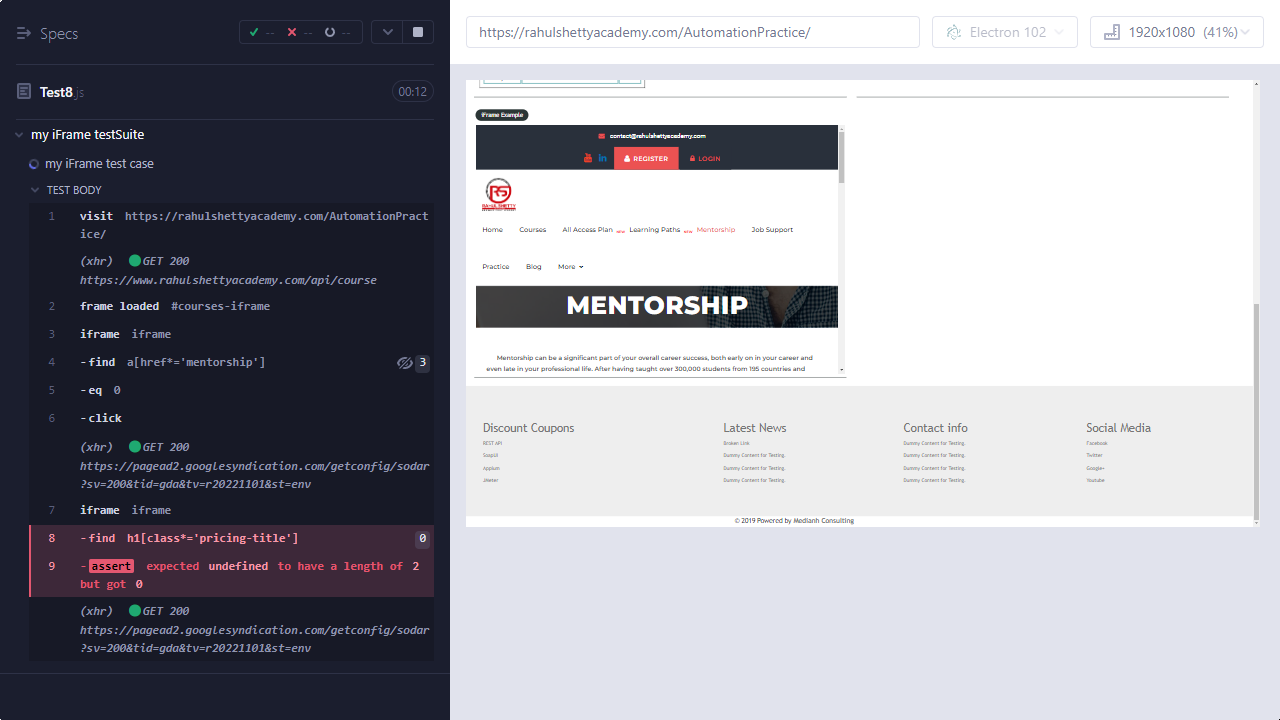 Specs
-- -- --
https://rahulshettyacademy.com/AutomationPractice/
Electron 102
1920x1080 (41%)
Test8.js
00:12
my iFrame testSuite
my iFrame test case
TEST BODY
1 visit https://rahulshettyacademy.com/AutomationPract
ice/
(xhr) GET 200
https://www.rahulshettyacademy.com/api/course
2 frame loaded #courses-iframe
3 iframe iframe
4 -find a[href*='mentorship'] 3
5 -eq 0
6 -click
(xhr) GET 200
https://pagead2.googlesyndication.com/getconfig/sodar
?sv=200&tid=gda&tv=r20221101&st=env
7 iframe iframe
8 -find h1[class*='pricing-title'] 0
9 -assert expected undefined to have a length of 2
but got 0
(xhr) GET 200
https://pagead2.googlesyndication.com/getconfig/sodar
?sv=200&tid=gda&tv=r20221101&st=env
iFrame Example
contact@rahulshettyacademy.com
in REGISTER LOGIN
RS
RAHUL SHETTY
Home Courses All Access Plan NEW Learning Paths NEW Mentorship Job Support
Practice Blog More
MENTORSHIP
Mentorship can be a significant part of your overall career success, both early on in your career and
even late in your professional life. After having taught over 300,000 students from 195 countries and
Discount Coupons
REST API
SoapUI
Appium
JMeter
Latest News
Broken Link
Dummy Content for Testing.
Dummy Content for Testing.
Dummy Content for Testing.
Contact info
Dummy Content for Testing.
Dummy Content for Testing.
Dummy Content for Testing.
Dummy Content for Testing.
Social Media
Facebook
Twitter
Google+
Youtube
© 2019 Powered by Medianh Consulting